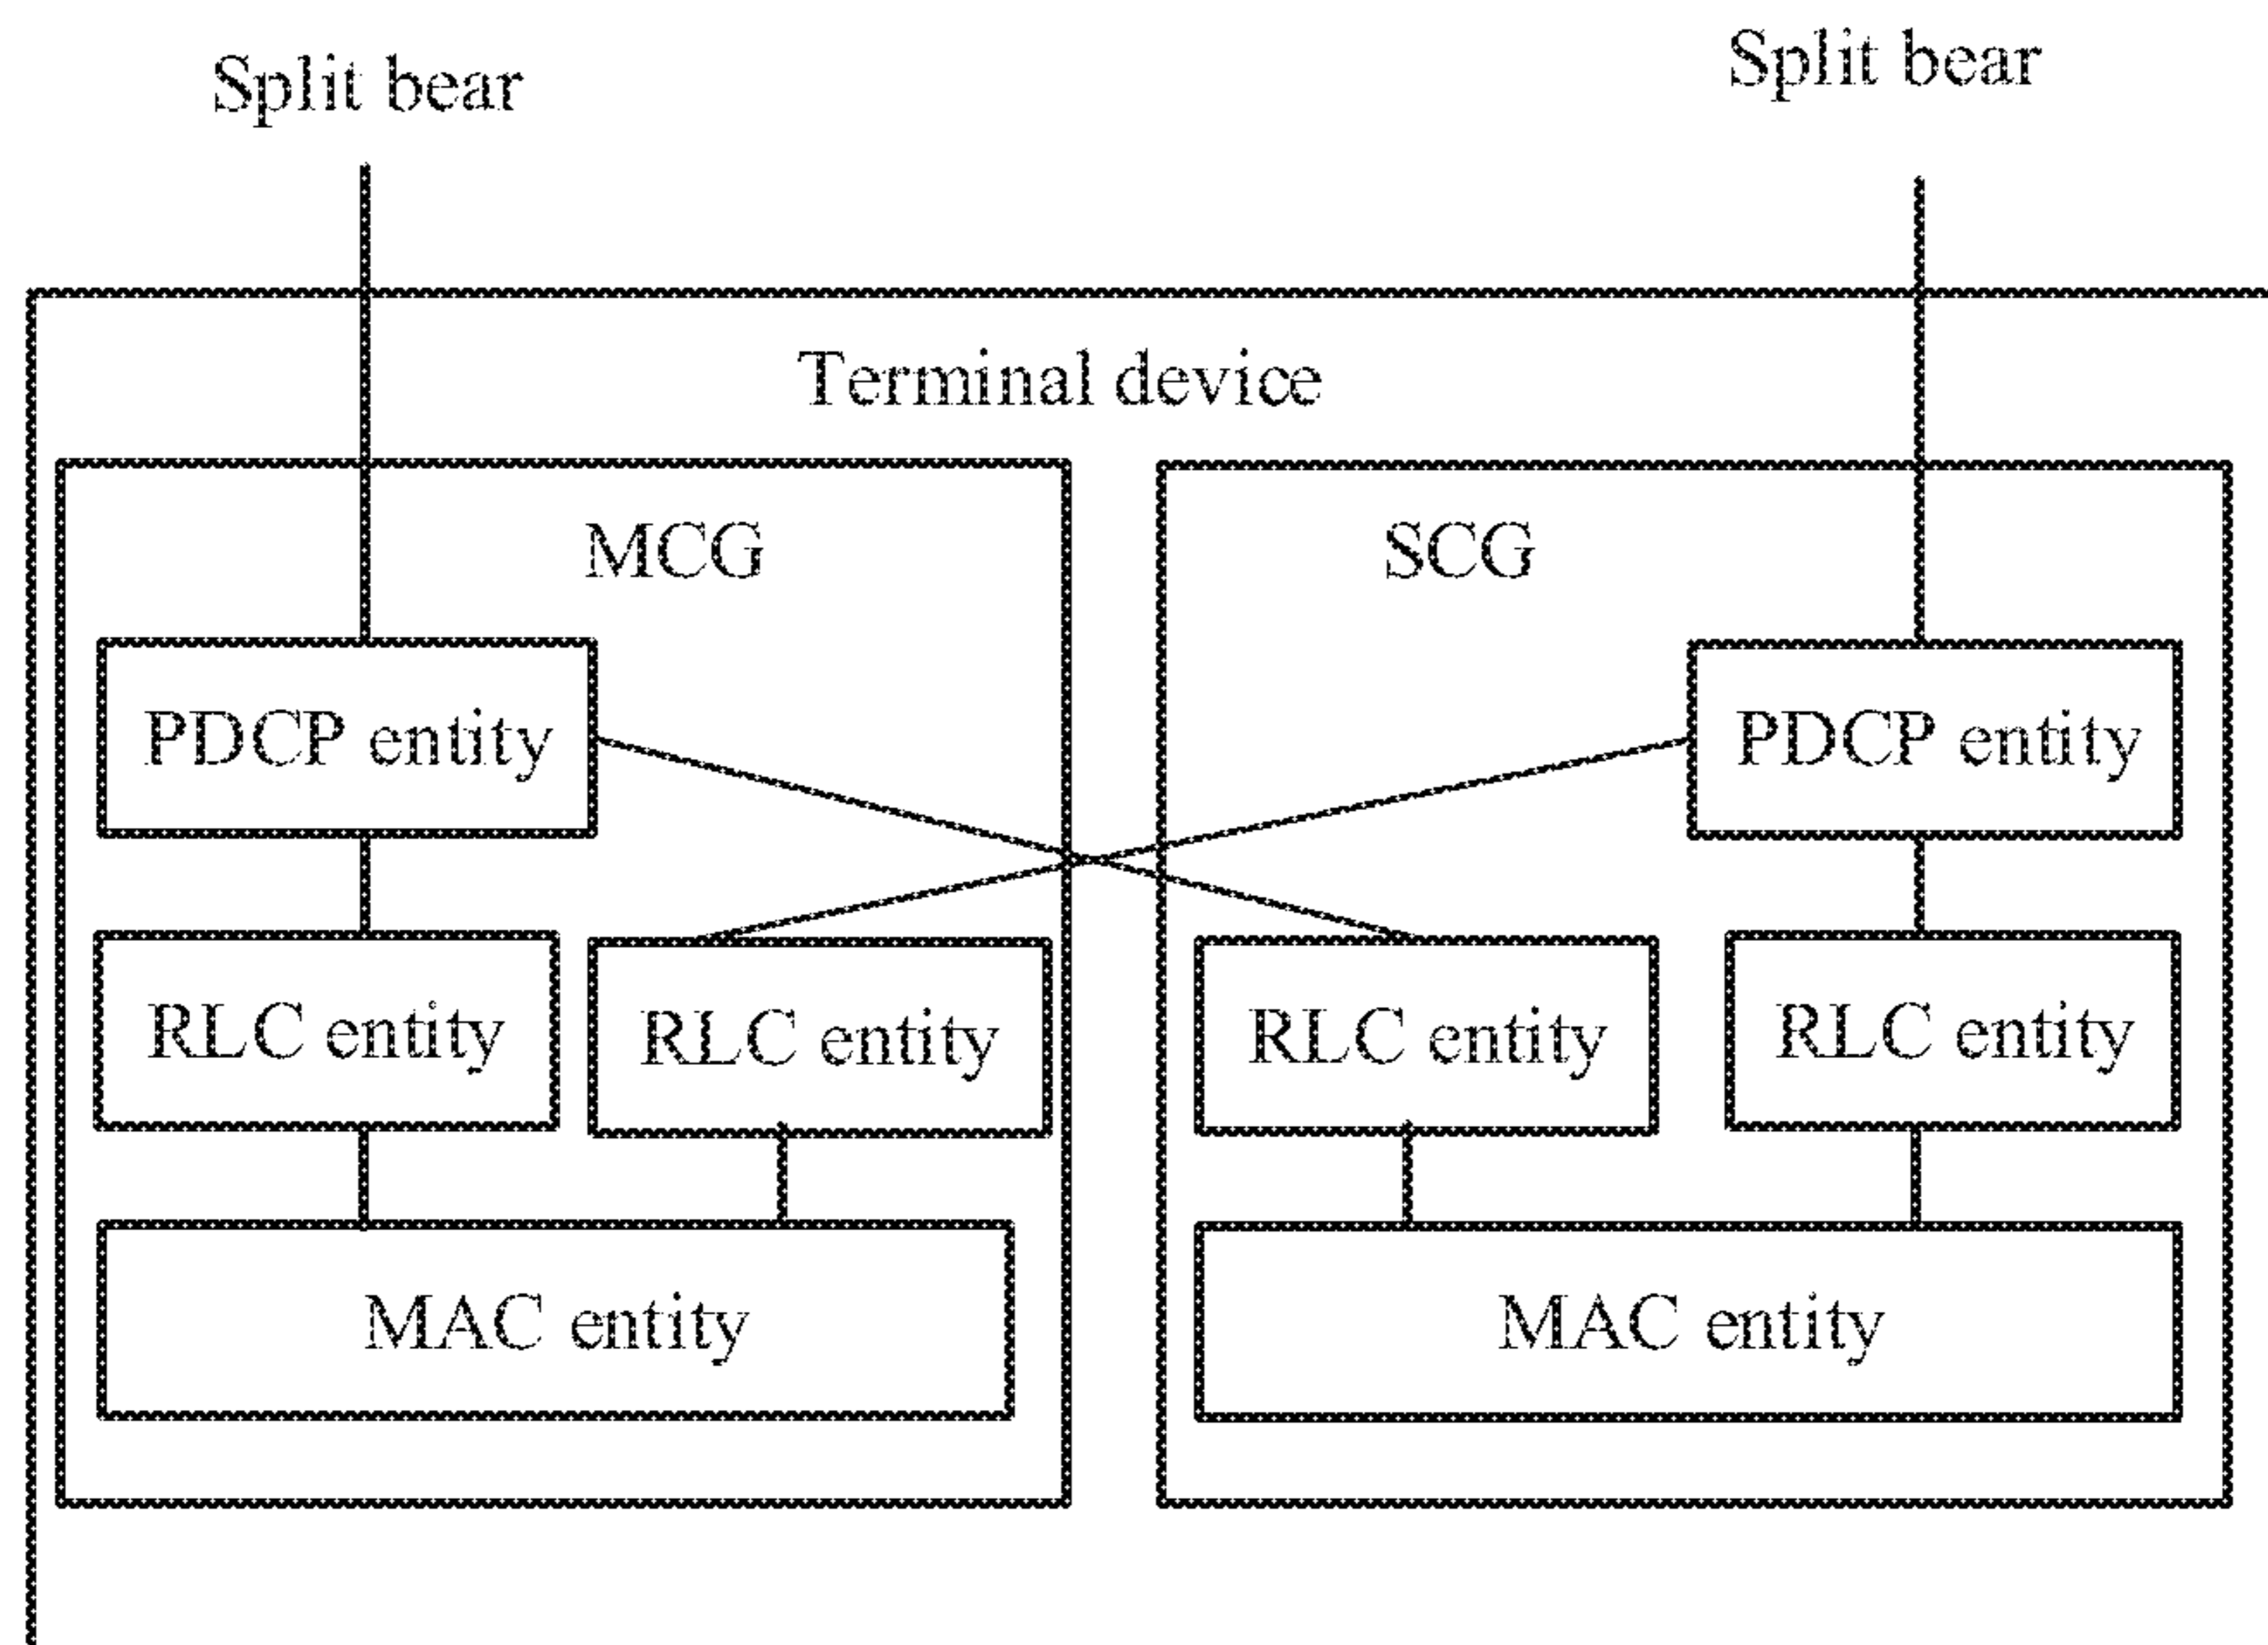 Split bear
Split bear
Terminal device
MCG
SCG
PDCP entity
PDCP entity
RLC entity
RLC entity
RLC entity
RLC entity
MAC entity
MAC entity